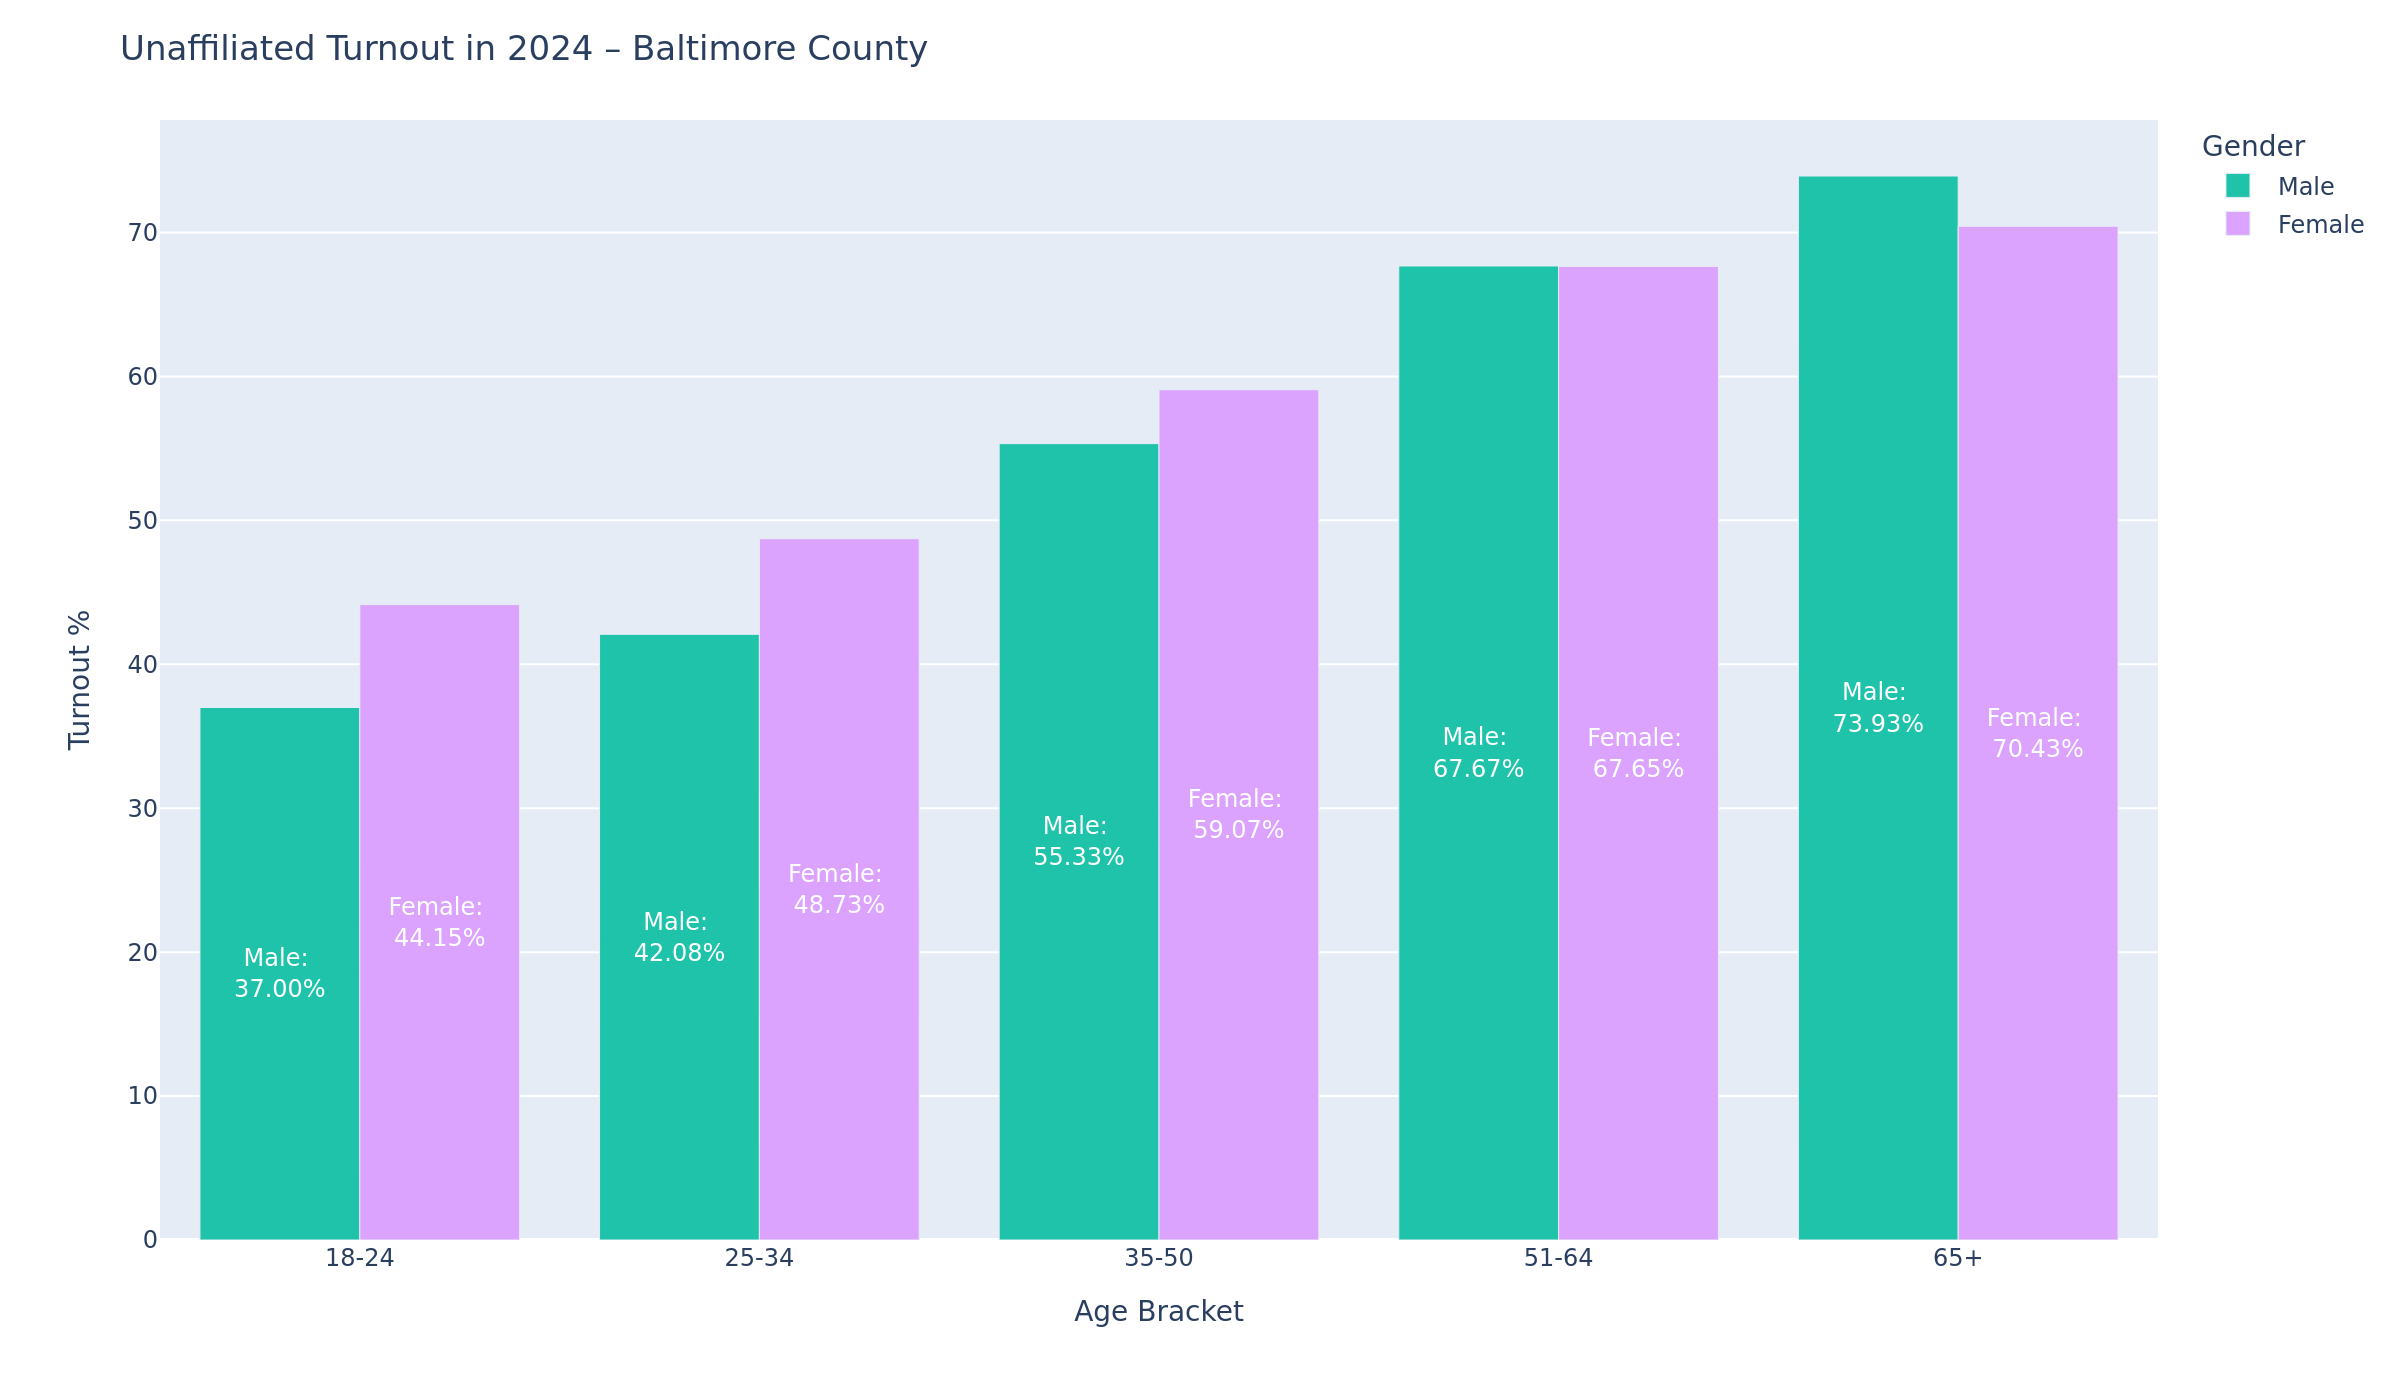 Unaffiliated Turnout in 2024 – Baltimore County
Gender
Male
Female
Turnout %
70
60
50
40
30
20
10
0
Male:
37.00%
Female:
44.15%
Male:
42.08%
Female:
48.73%
Male:
55.33%
Female:
59.07%
Male:
67.67%
Female:
67.65%
Male:
73.93%
Female:
70.43%
18-24
25-34
35-50
51-64
65+
Age Bracket